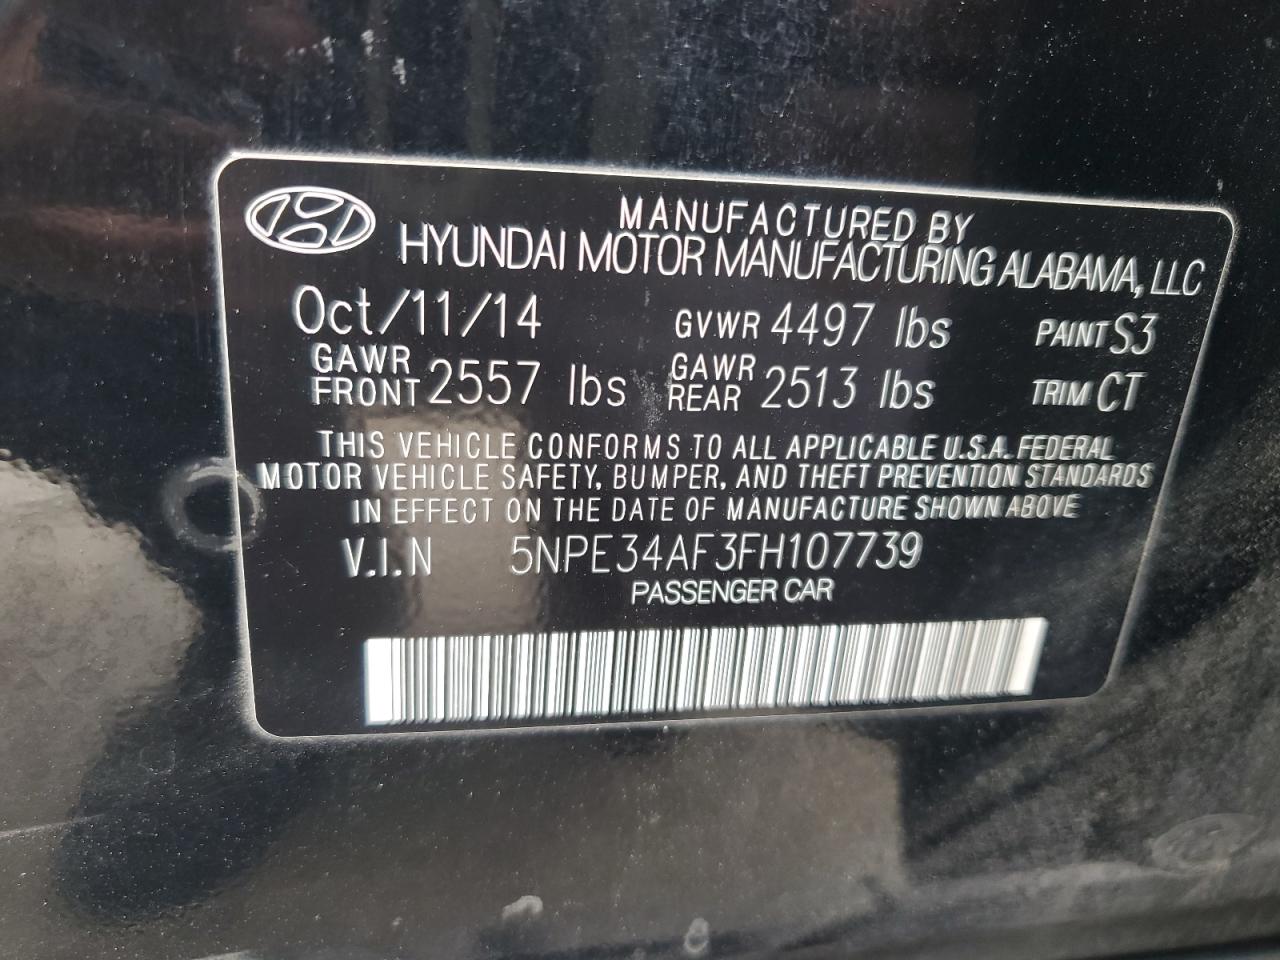 MANUFACTURED BY
HYUNDAI MOTOR MANUFACTURING ALABAMA, LLC
Oct/11/14 GVWR 4497 lbs PAINT S3
GAWR FRONT 2557 lbs GAWR REAR 2513 lbs TRIM CT
THIS VEHICLE CONFORMS TO ALL APPLICABLE U.S.A. FEDERAL
MOTOR VEHICLE SAFETY, BUMPER, AND THEFT PREVENTION STANDARDS
IN EFFECT ON THE DATE OF MANUFACTURE SHOWN ABOVE
V.I.N 5NPE34AF3FH107739
PASSENGER CAR